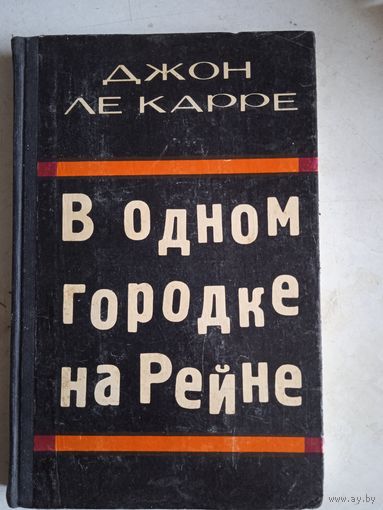 ДЖОН
ЛЕ КАРРЕ
В одном
городке
на Рейне
www.ay.by